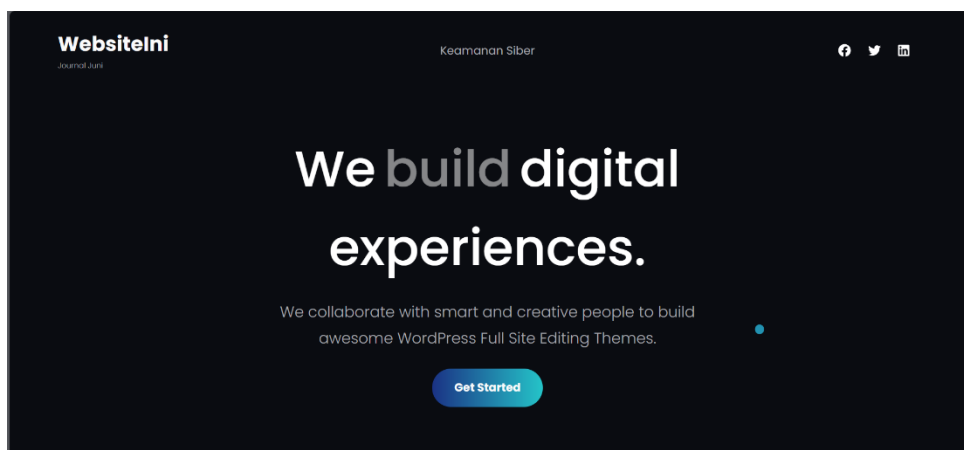 WebsiteIni
Journal Juni
Keamanan Siber
We build digital
experiences.
We collaborate with smart and creative people to build
awesome WordPress Full Site Editing Themes.
Get Started